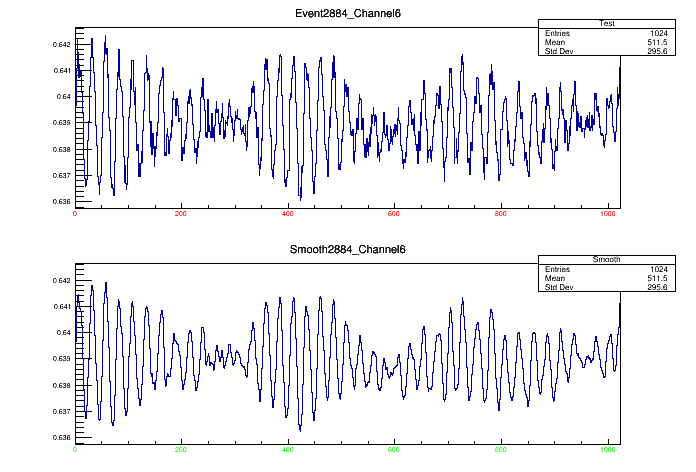 Event2884_Channel6
Test
Entries 1024
Mean 511.5
Std Dev 295.6
0.642
0.641
0.64
0.639
0.638
0.637
0.636
0 200 400 600 800 1000
Smooth2884_Channel6
Smooth
Entries 1024
Mean 511.5
Std Dev 295.6
0.642
0.641
0.64
0.639
0.638
0.637
0.636
0 200 400 600 800 1000